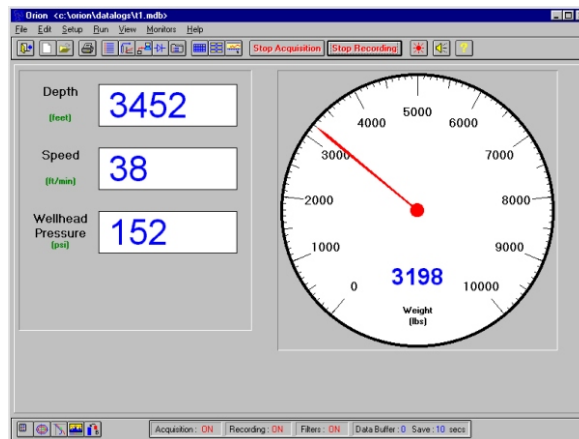 Orion <c:\orion\datalogs\t1.mdb>
File Edit Setup Run View Monitors Help
Stop Acquisition Stop Recording
Depth
(feet)
3452
Speed
(ft/min)
38
Wellhead
Pressure
(psi)
152
5000
4000 6000
3000 7000
2000 8000
1000 9000
0 10000
3198
Weight
(lbs)
Acquisition : ON Recording : ON Filters : ON Data Buffer : 0 Save : 10 secs